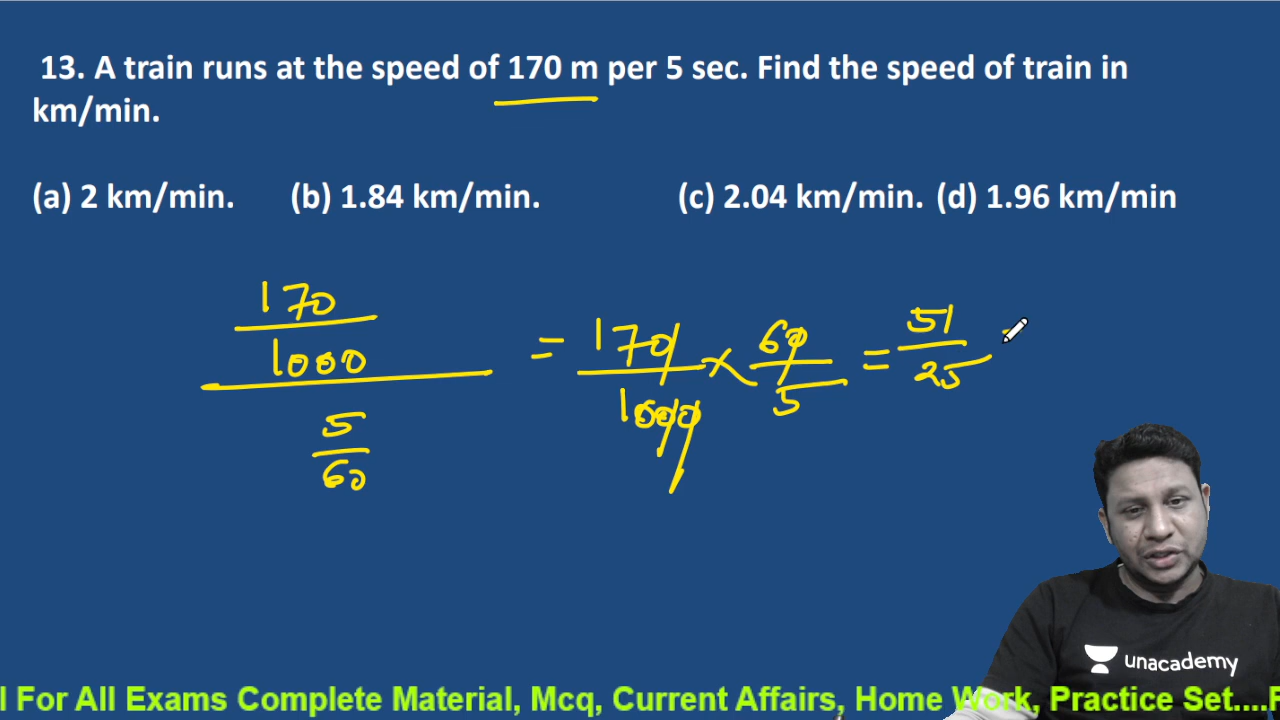 13. A train runs at the speed of 170 m per 5 sec. Find the speed of train in
km/min.
(a) 2 km/min. (b) 1.84 km/min. (c) 2.04 km/min. (d) 1.96 km/min
170
1000
5
60
= 170 × 60 = 51
1000 5 25
unacademy
l For All Exams Complete Material, Mcq, Current Affairs, Home Work, Practice Set....